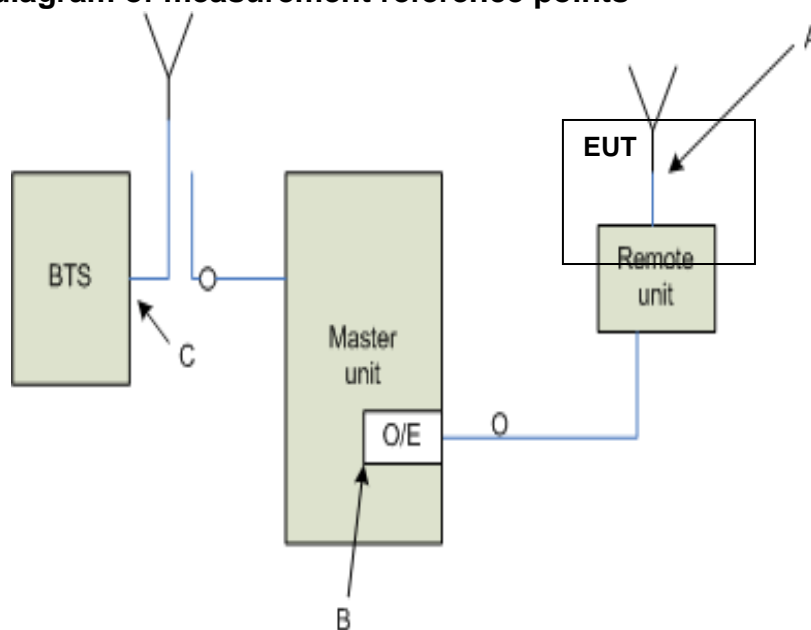 diagram of measurement reference points
A
EUT
BTS
Remote
unit
C
Master
unit
O/E
B